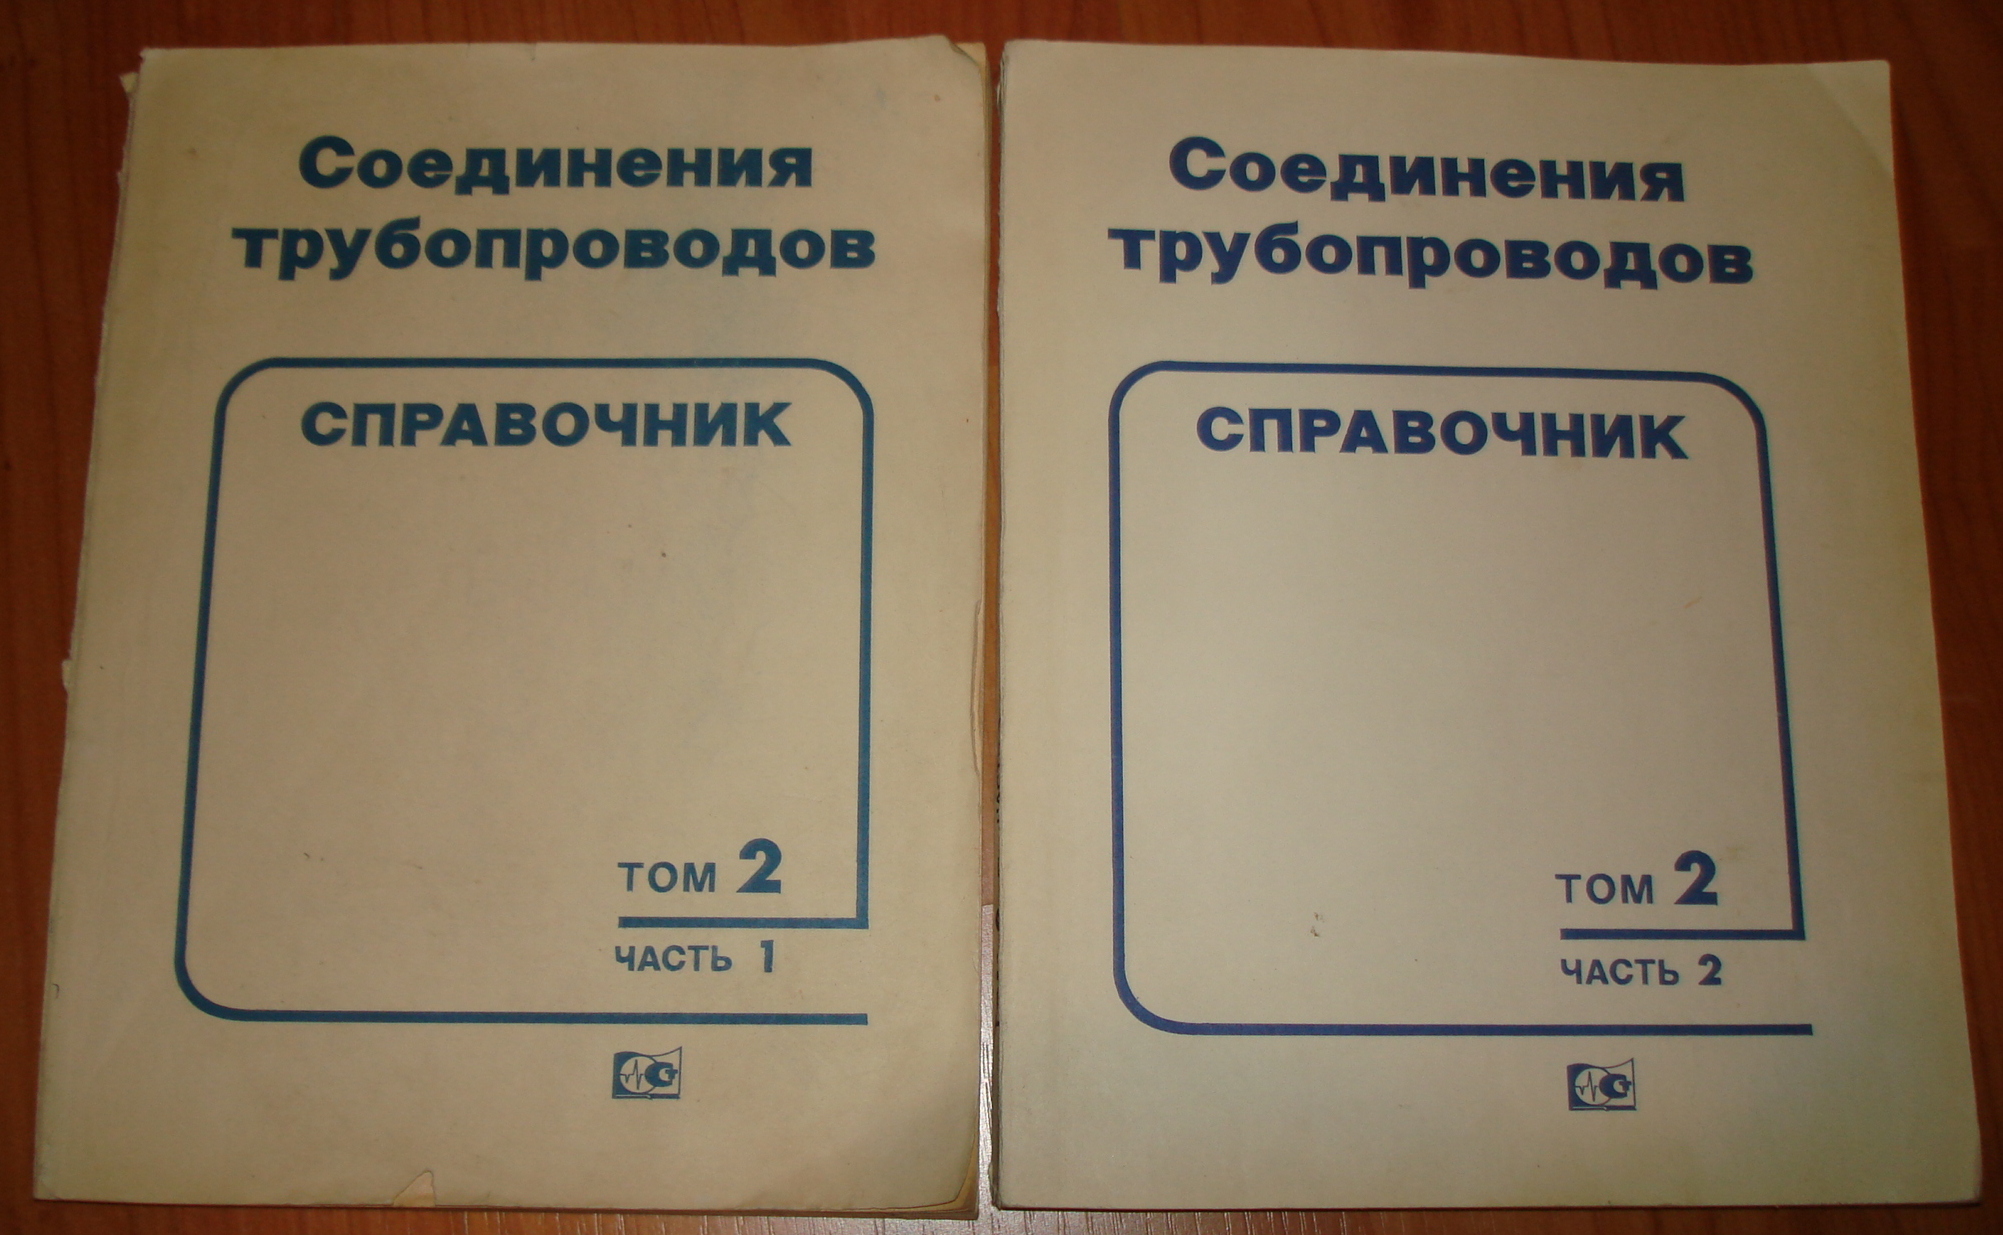 Соединения
трубопроводов
СПРАВОЧНИК
ТОМ 2
ЧАСТЬ 1
Соединения
трубопроводов
СПРАВОЧНИК
ТОМ 2
ЧАСТЬ 2